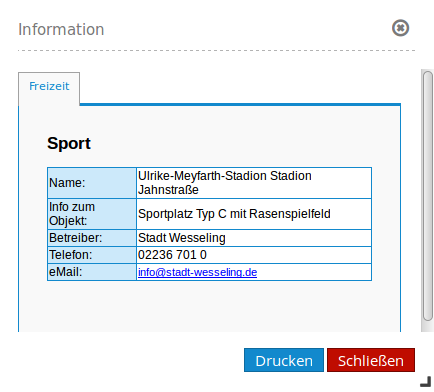 Information
Freizeit
Sport
Name: Ulrike-Meyfarth-Stadion Stadion
Jahnstraße
Info zum
Objekt: Sportplatz Typ C mit Rasenspielfeld
Betreiber: Stadt Wesseling
Telefon: 02236 701 0
eMail: info@stadt-wesseling.de
Drucken Schließen